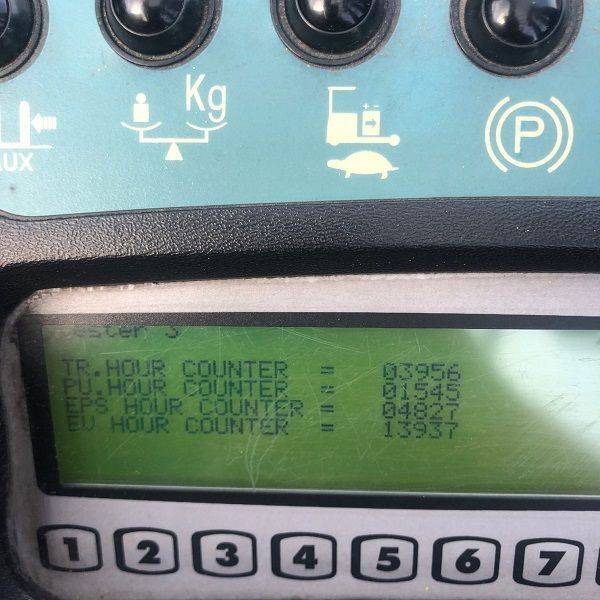 Kg
AUX
P
TR.HOUR COUNTER = 03956
PU.HOUR COUNTER = 01545
EPS HOUR COUNTER = 04827
EV HOUR COUNTER = 13937
1 2 3 4 5 6 7